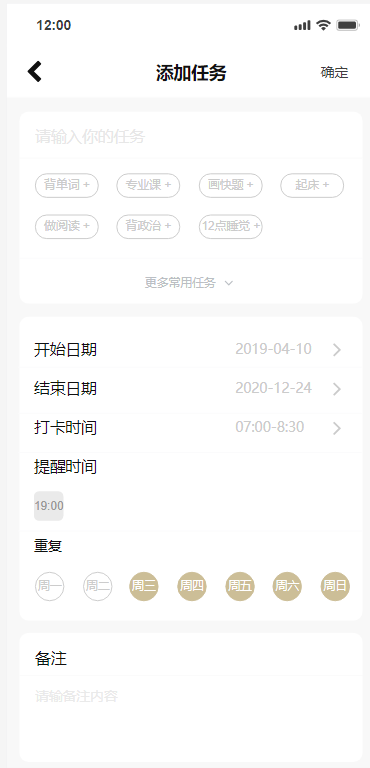 12:00
添加任务 确定
请输入你的任务
背单词 + 专业课 + 画快题 + 起床 +
做阅读 + 背政治 + 12点睡觉 +
更多常用任务
开始日期 2019-04-10
结束日期 2020-12-24
打卡时间 07:00-8:30
提醒时间
19:00
重复
周一 周二 周三 周四 周五 周六 周日
备注
请输备注内容